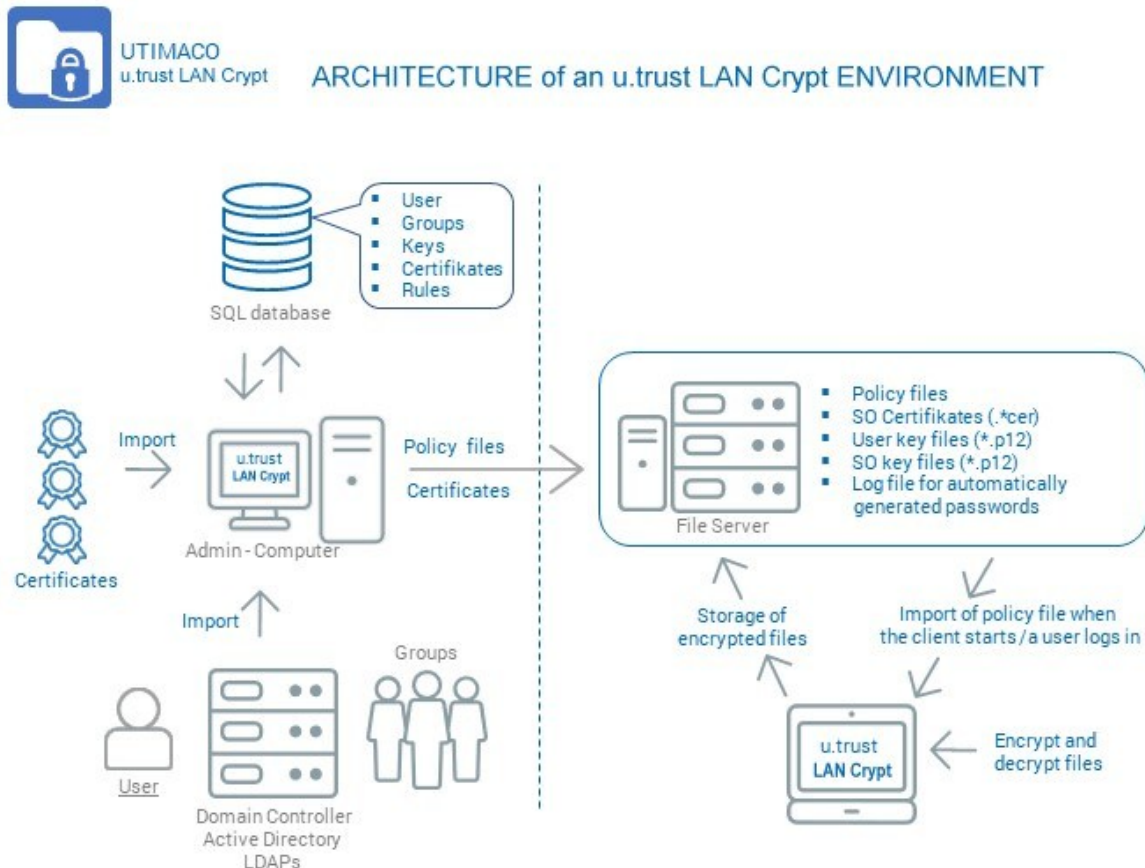 UTIMACO
u.trust LAN Crypt
ARCHITECTURE of an u.trust LAN Crypt ENVIRONMENT
▪ User
▪ Groups
▪ Keys
▪ Certifikates
▪ Rules
SQL database
Certificates
Import
u.trust
LAN Crypt
Admin - Computer
Policy files
Certificates
▪ Policy files
▪ SO Certifikates (.*cer)
▪ User key files (*.p12)
▪ SO key files (*.p12)
▪ Log file for automatically
generated passwords
File Server
Import
User
Groups
Domain Controller
Active Directory
LDAPs
Storage of
encrypted files
Import of policy file when
the client starts/a user logs in
u.trust
LAN Crypt
Encrypt and
decrypt files